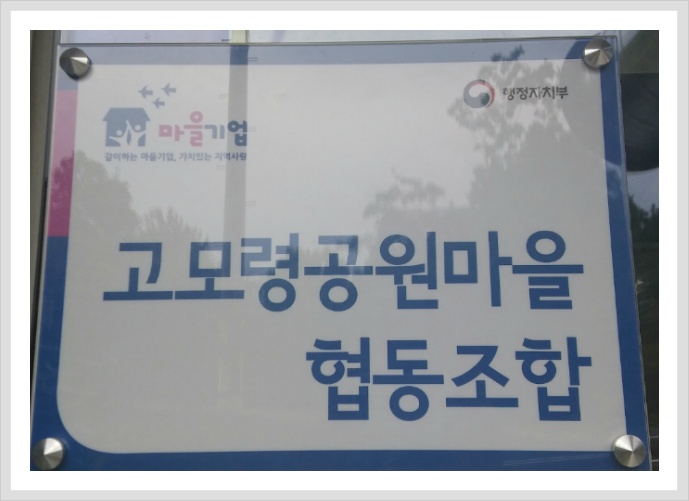 마을기업
같이하는 마을기업, 가치있는 지역사랑
행정자치부
고모령공원마을
협동조합